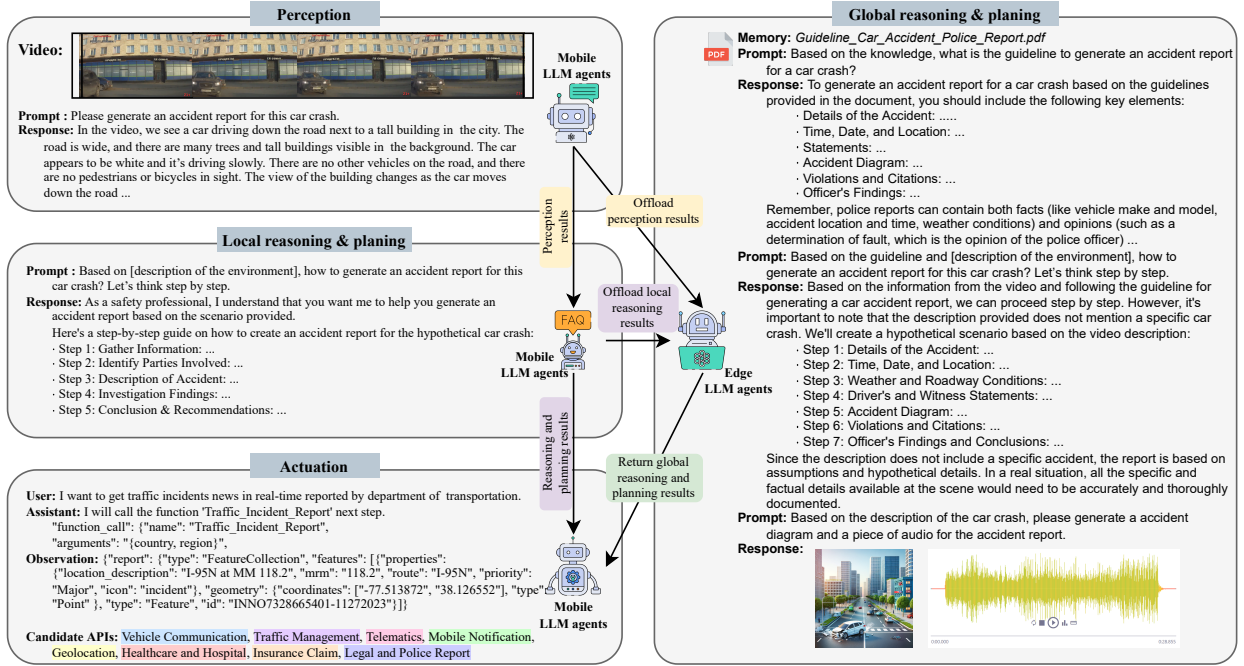 Perception
Video:
Mobile
LLM agents
Prompt : Please generate an accident report for this car crash.
Response: In the video, we see a car driving down the road next to a tall building in the city. The
road is wide, and there are many trees and tall buildings visible in the background. The car
appears to be white and it's driving slowly. There are no other vehicles on the road, and there
are no pedestrians or bicycles in sight. The view of the building changes as the car moves
down the road ...
Perception
results
Offload
perception results
Local reasoning & planing
Prompt : Based on [description of the environment], how to generate an accident report for this
car crash? Let's think step by step.
Response: As a safety professional, I understand that you want me to help you generate an
accident report based on the scenario provided.
Here's a step-by-step guide on how to create an accident report for the hypothetical car crash:
· Step 1: Gather Information: ...
· Step 2: Identify Parties Involved: ...
· Step 3: Description of Accident: ...
· Step 4: Investigation Findings: ...
· Step 5: Conclusion & Recommendations: ...
FAQ
Mobile
LLM agents
Offload local
reasoning
results
Edge
LLM agents
Reasoning and
planning results
Return global
reasoning and
planning results
Actuation
User: I want to get traffic incidents news in real-time reported by department of transportation.
Assistant: I will call the function 'Traffic_Incident_Report' next step.
"function_call": {"name": "Traffic_Incident_Report",
"arguments": "{country, region}",
Observation: {"report": {"type": "FeatureCollection", "features": [{"properties":
{"location_description": "I-95N at MM 118.2", "mrm": "118.2", "route": "I-95N", "priority":
"Major", "icon": "incident"}, "geometry": {"coordinates": ["-77.513872", "38.126552"], "type":
"Point" }, "type": "Feature", "id": "INNO7328665401-11272023"}]}
Mobile
LLM agents
Candidate APIs: Vehicle Communication, Traffic Management, Telematics, Mobile Notification,
Geolocation, Healthcare and Hospital, Insurance Claim, Legal and Police Report
Global reasoning & planing
PDF
Memory: Guideline_Car_Accident_Police_Report.pdf
Prompt: Based on the knowledge, what is the guideline to generate an accident report
for a car crash?
Response: To generate an accident report for a car crash based on the guidelines
provided in the document, you should include the following key elements:
· Details of the Accident: .....
· Time, Date, and Location: ...
· Statements: ...
· Accident Diagram: ...
· Violations and Citations: ...
· Officer's Findings: ...
Remember, police reports can contain both facts (like vehicle make and model,
accident location and time, weather conditions) and opinions (such as a
determination of fault, which is the opinion of the police officer) ...
Prompt: Based on the guideline and [description of the environment], how to
generate an accident report for this car crash? Let's think step by step.
Response: Based on the information from the video and following the guideline for
generating a car accident report, we can proceed step by step. However, it's
important to note that the description provided does not mention a specific car
crash. We'll create a hypothetical scenario based on the video description:
· Step 1: Details of the Accident: ...
· Step 2: Time, Date, and Location: ...
· Step 3: Weather and Roadway Conditions: ...
· Step 4: Driver's and Witness Statements: ...
· Step 5: Accident Diagram: ...
· Step 6: Violations and Citations: ...
· Step 7: Officer's Findings and Conclusions: ...
Since the description does not include a specific accident, the report is based on
assumptions and hypothetical details. In a real situation, all the specific and
factual details available at the scene would need to be accurately and thoroughly
documented.
Prompt: Based on the description of the car crash, please generate a accident
diagram and a piece of audio for the accident report.
Response:
0:00.000